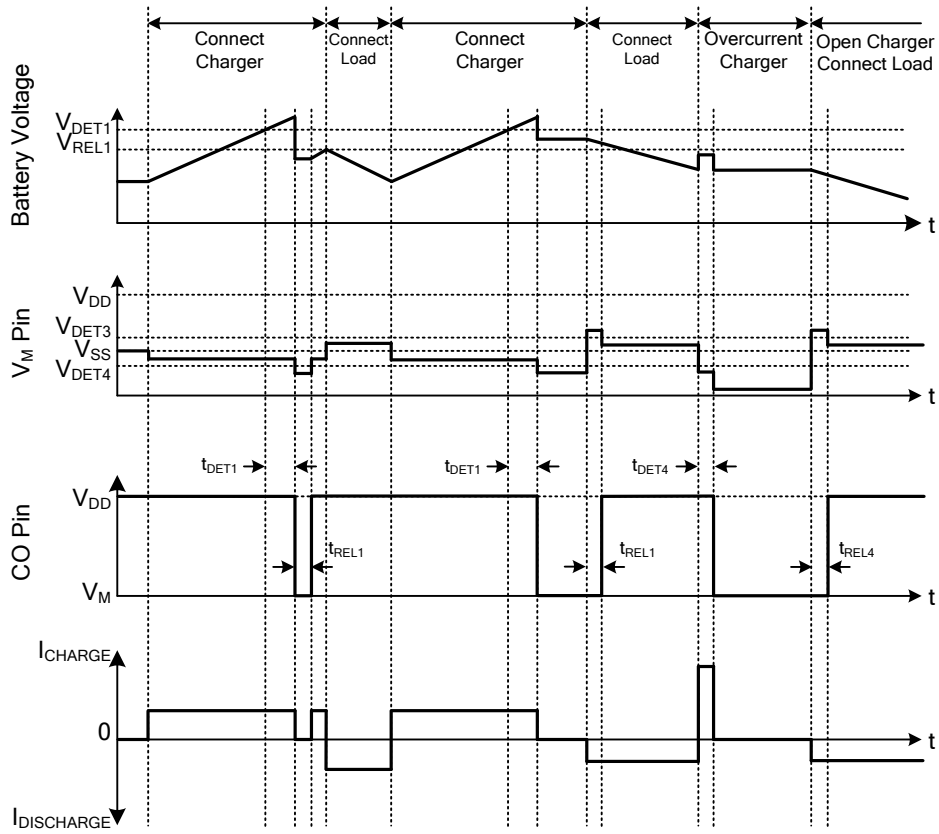 Connect
Charger
Connect
Load
Connect
Charger
Connect
Load
Overcurrent
Charger
Open Charger
Connect Load
Battery Voltage
VDET1
VREL1
t
VM Pin
VDD
VDET3
VSS
VDET4
t
CO Pin
tDET1
tDET1
tDET4
VDD
tREL1
tREL1
tREL4
VM
t
ICHARGE
0
t
IDISCHARGE